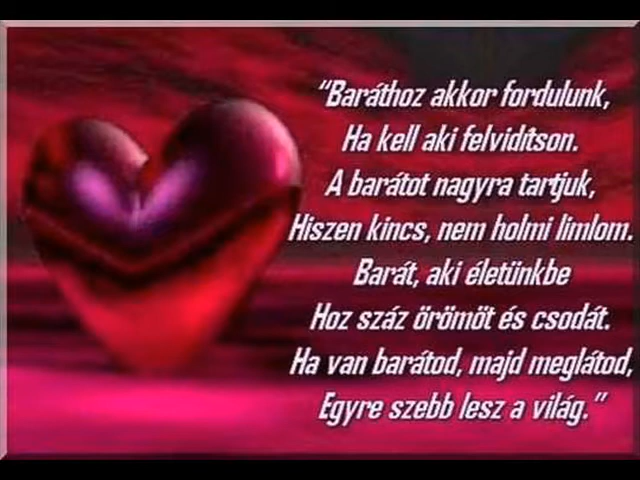 “Baráthoz akkor fordulunk,
Ha kell aki felvidítson.
A barátot nagyra tartjuk,
Hiszen kincs, nem holmi limlom.
Barát, aki életünkbe
Hoz száz örömöt és csodát.
Ha van barátod, majd meglátod,
Egyre szebb lesz a világ.”